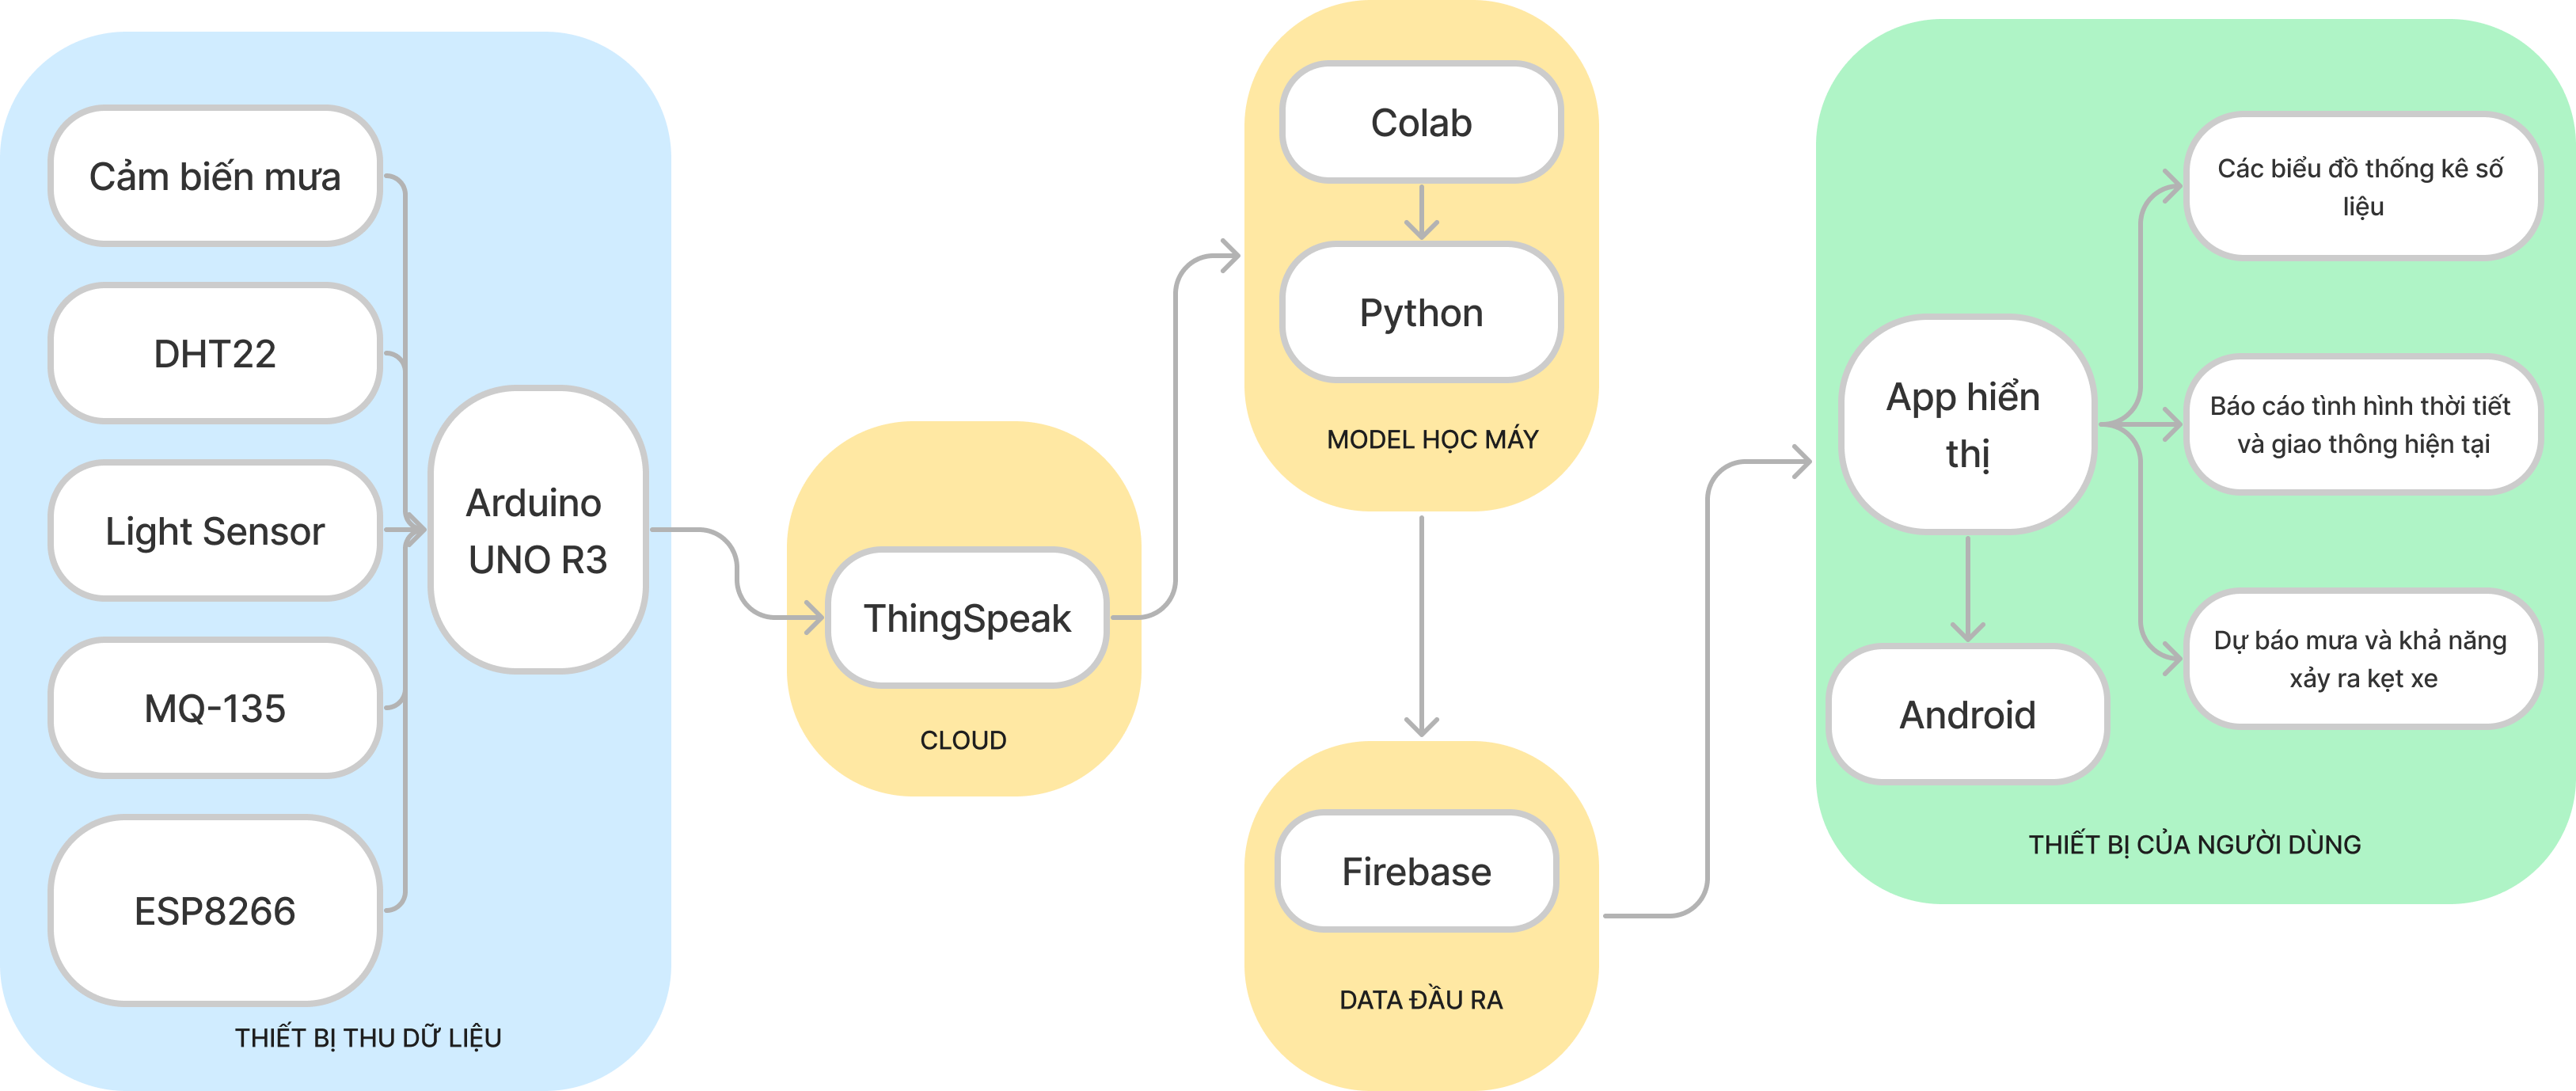 Cảm biến mưa
DHT22
Light Sensor
MQ-135
ESP8266
Arduino
UNO R3
THIẾT BỊ THU DỮ LIỆU
ThingSpeak
CLOUD
Colab
Python
MODEL HỌC MÁY
Firebase
DATA ĐẦU RA
App hiển
thị
Android
Các biểu đồ thống kê số
liệu
Báo cáo tình hình thời tiết
và giao thông hiện tại
Dự báo mưa và khả năng
xảy ra kẹt xe
THIẾT BỊ CỦA NGƯỜI DÙNG